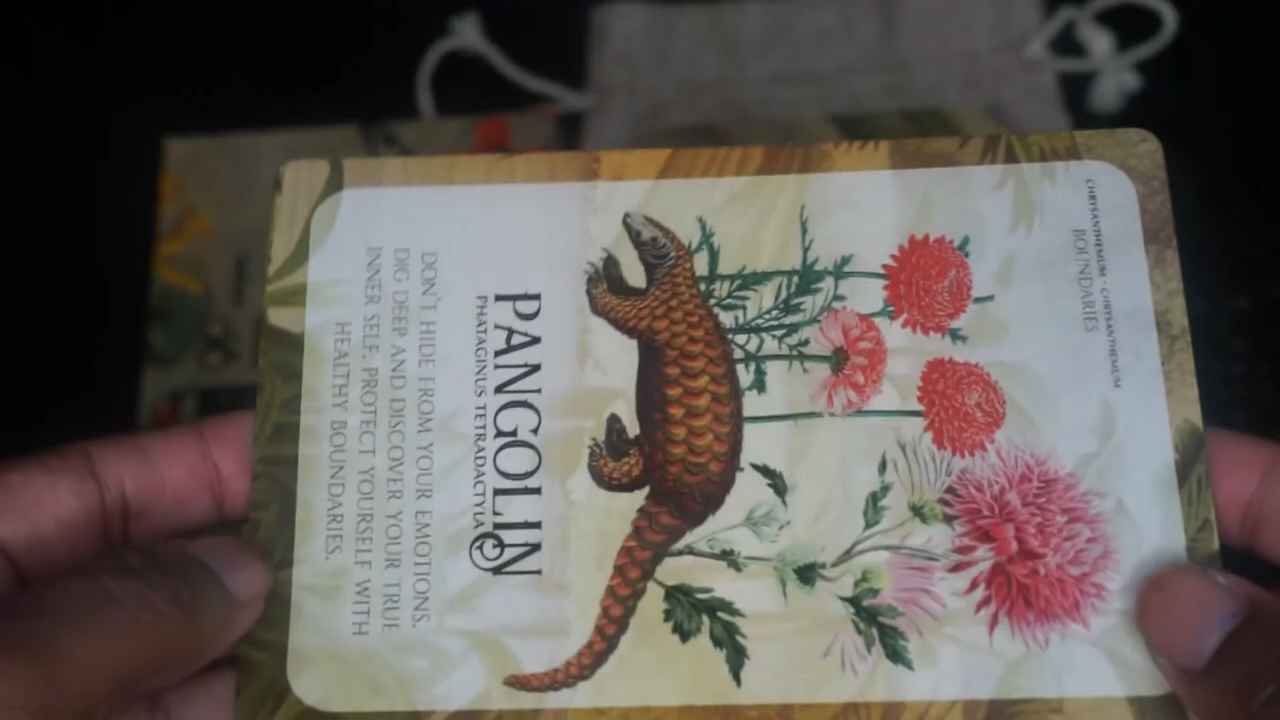 CHRYSANTHEMUM - CHRYSANTHEMUM
BOUNDARIES
PANGOLIN
PHATAGINUS TETRADACTYLA
DON'T HIDE FROM YOUR EMOTIONS.
DIG DEEP AND DISCOVER YOUR TRUE
INNER SELF. PROTECT YOURSELF WITH
HEALTHY BOUNDARIES.